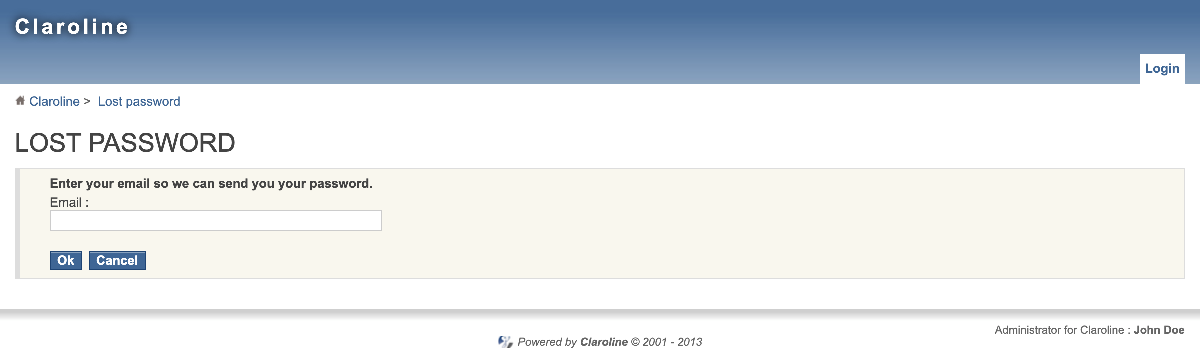 Claroline
Login
Claroline > Lost password
LOST PASSWORD
Enter your email so we can send you your password.
Email :
Ok Cancel
Administrator for Claroline : John Doe
Powered by Claroline © 2001 - 2013